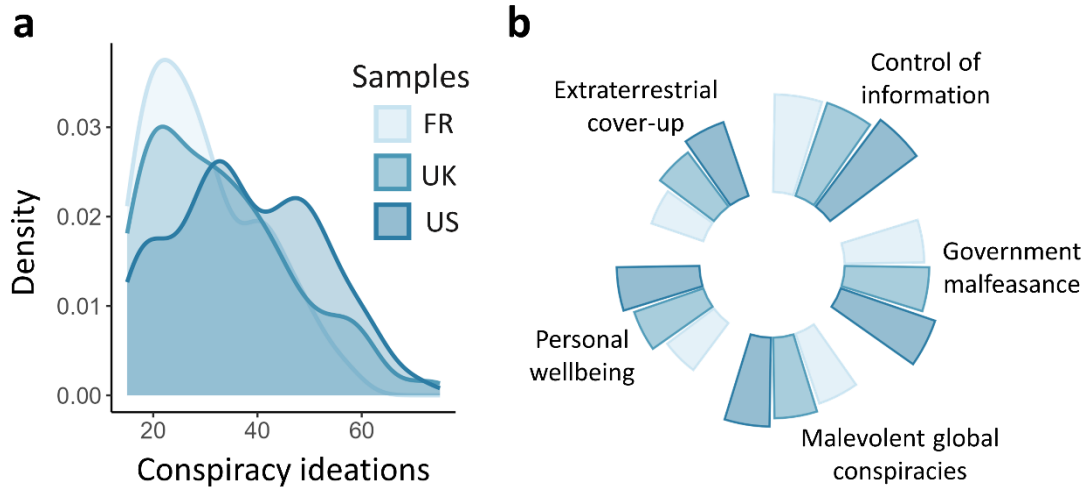 a
Density
0.03
0.02
0.01
0.00
20
40
60
Conspiracy ideations
Samples
FR
UK
US
b
Extraterrestrial
cover-up
Control of
information
Government
malfeasance
Malevolent global
conspiracies
Personal
wellbeing